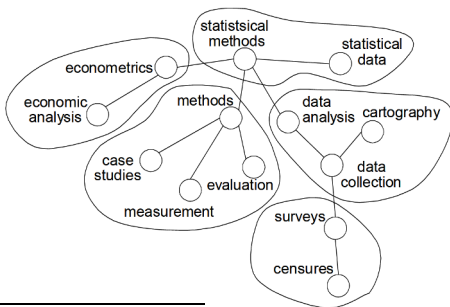 statistsical
methods
statistical
data
econometrics
economic
analysis
methods
data
analysis
cartography
case
studies
evaluation
data
collection
measurement
surveys
censures